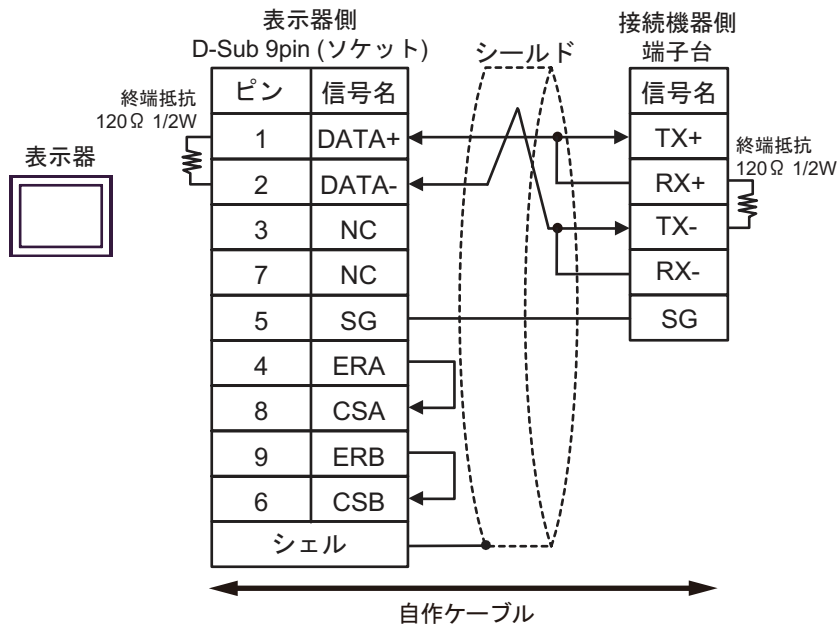 表示器側
D-Sub 9pin (ソケット)
シールド
接続機器側
端子台
終端抵抗
120Ω 1/2W
表示器
ピン 信号名
1 DATA+
2 DATA-
3 NC
7 NC
5 SG
4 ERA
8 CSA
9 ERB
6 CSB
シェル
信号名
TX+
RX+
TX-
RX-
SG
終端抵抗
120Ω 1/2W
自作ケーブル